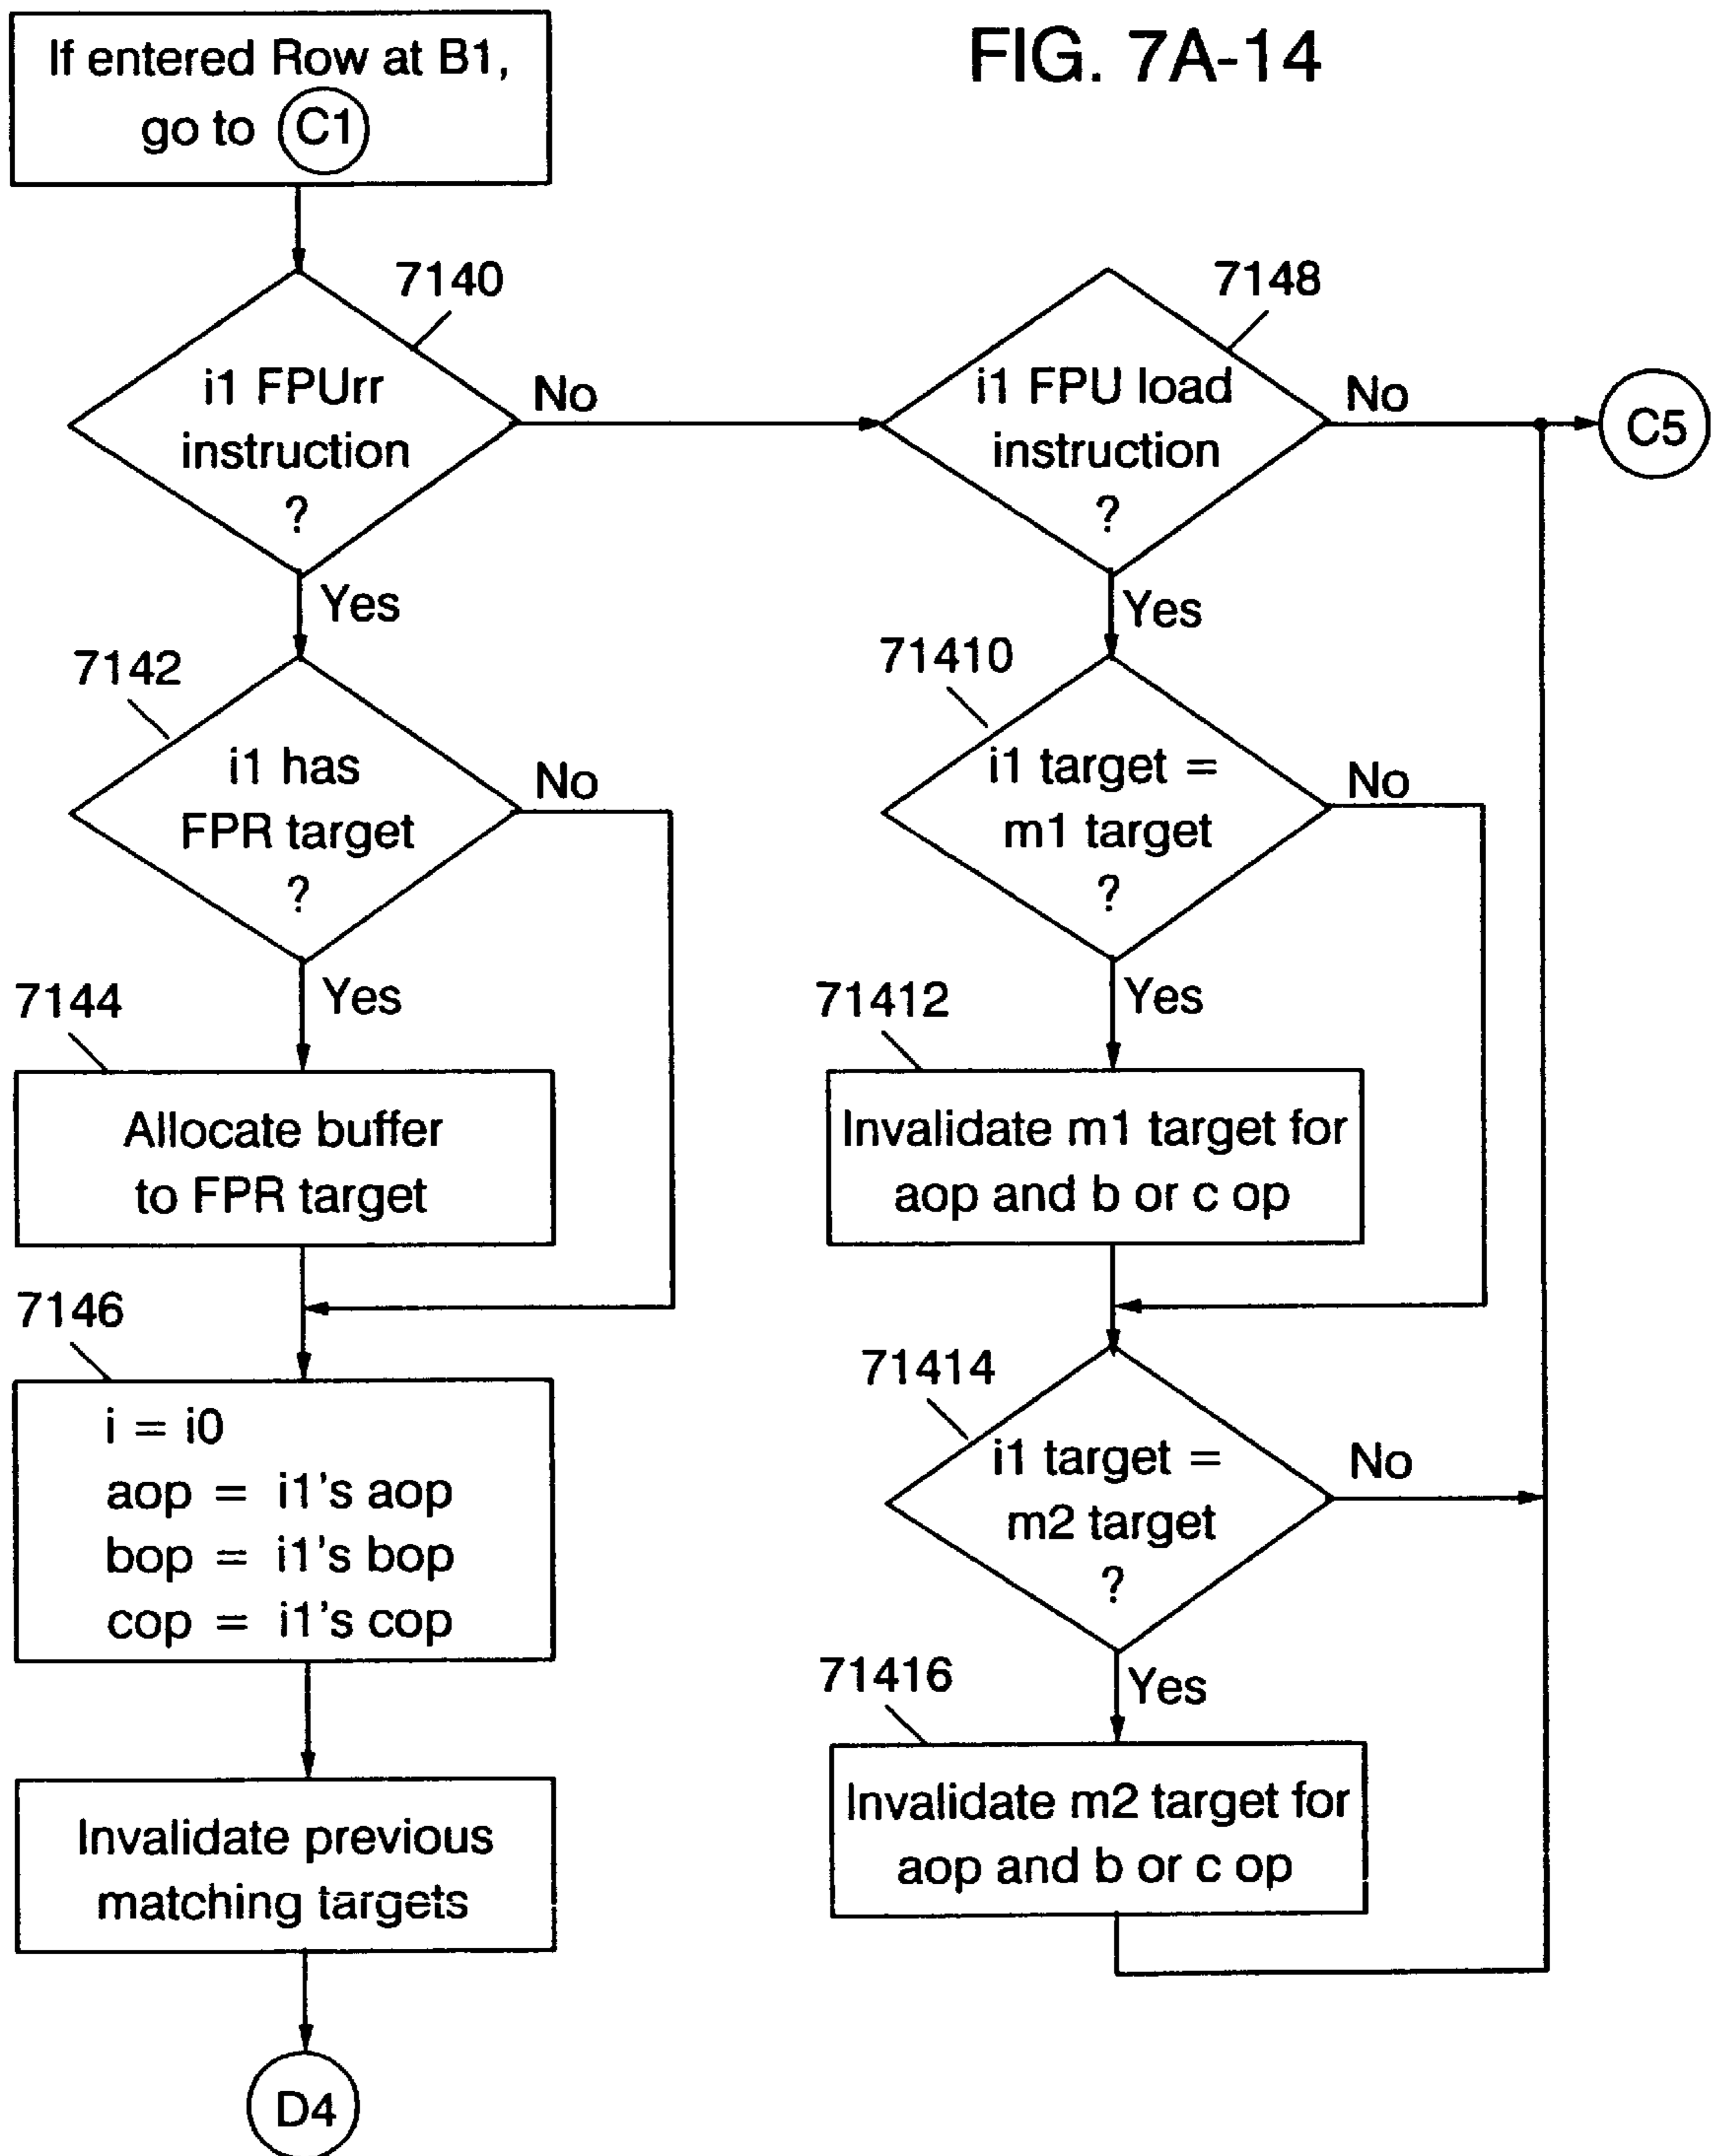 FIG. 7A-14
If entered Row at B1,
go to C1
7140
i1 FPUrr
instruction
?
No
Yes
7148
i1 FPU load
instruction
?
No
C5
Yes
7142
i1 has
FPR target
?
No
Yes
7144
Allocate buffer
to FPR target
7146
i = i0
aop = i1's aop
bop = i1's bop
cop = i1's cop
Invalidate previous
matching targets
D4
71410
i1 target =
m1 target
?
No
Yes
71412
Invalidate m1 target for
aop and b or c op
71414
i1 target =
m2 target
?
No
Yes
71416
Invalidate m2 target for
aop and b or c op